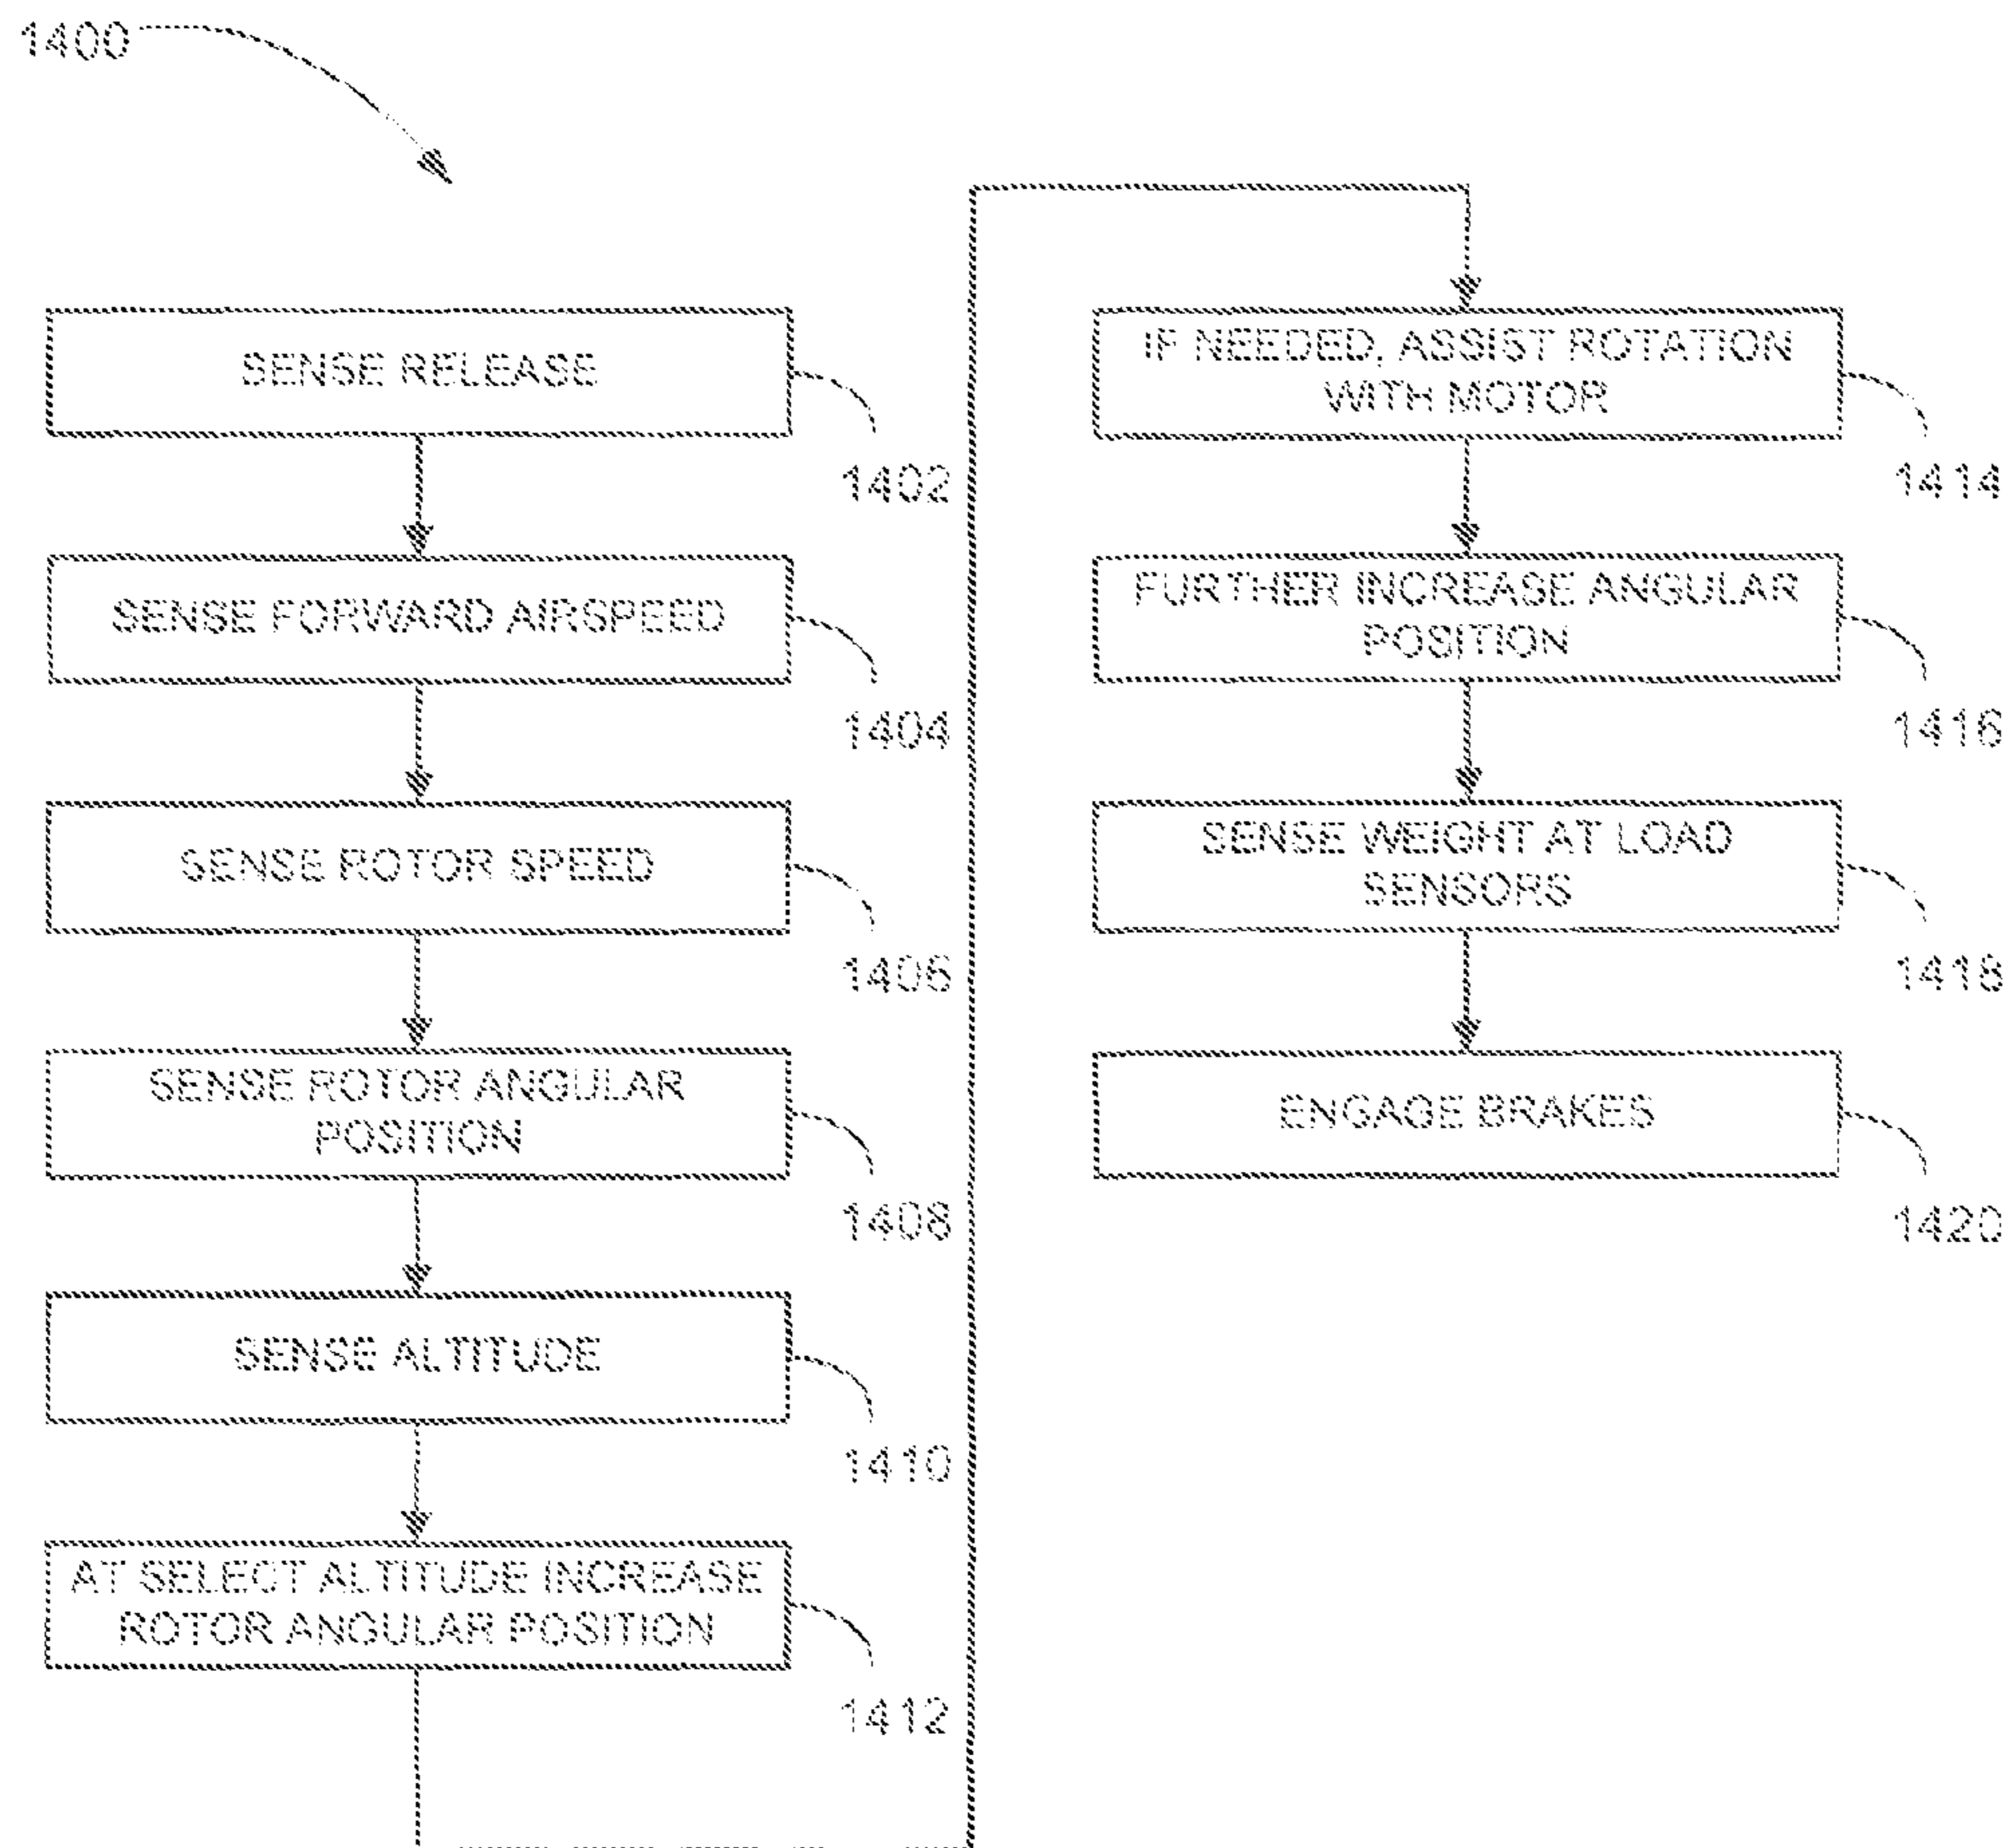 1400
SENSE RELEASE
1402
SENSE FORWARD AIRSPEED
1404
SENSE ROTOR SPEED
1406
SENSE ROTOR ANGULAR
POSITION
1408
SENSE ALTITUDE
1410
AT SELECT ALTITUDE INCREASE
ROTOR ANGULAR POSITION
1412
IF NEEDED, ASSIST ROTATION
WITH MOTOR
1414
FURTHER INCREASE ANGULAR
POSITION
1416
SENSE WEIGHT AT LOAD
SENSORS
1418
ENGAGE BRAKES
1420